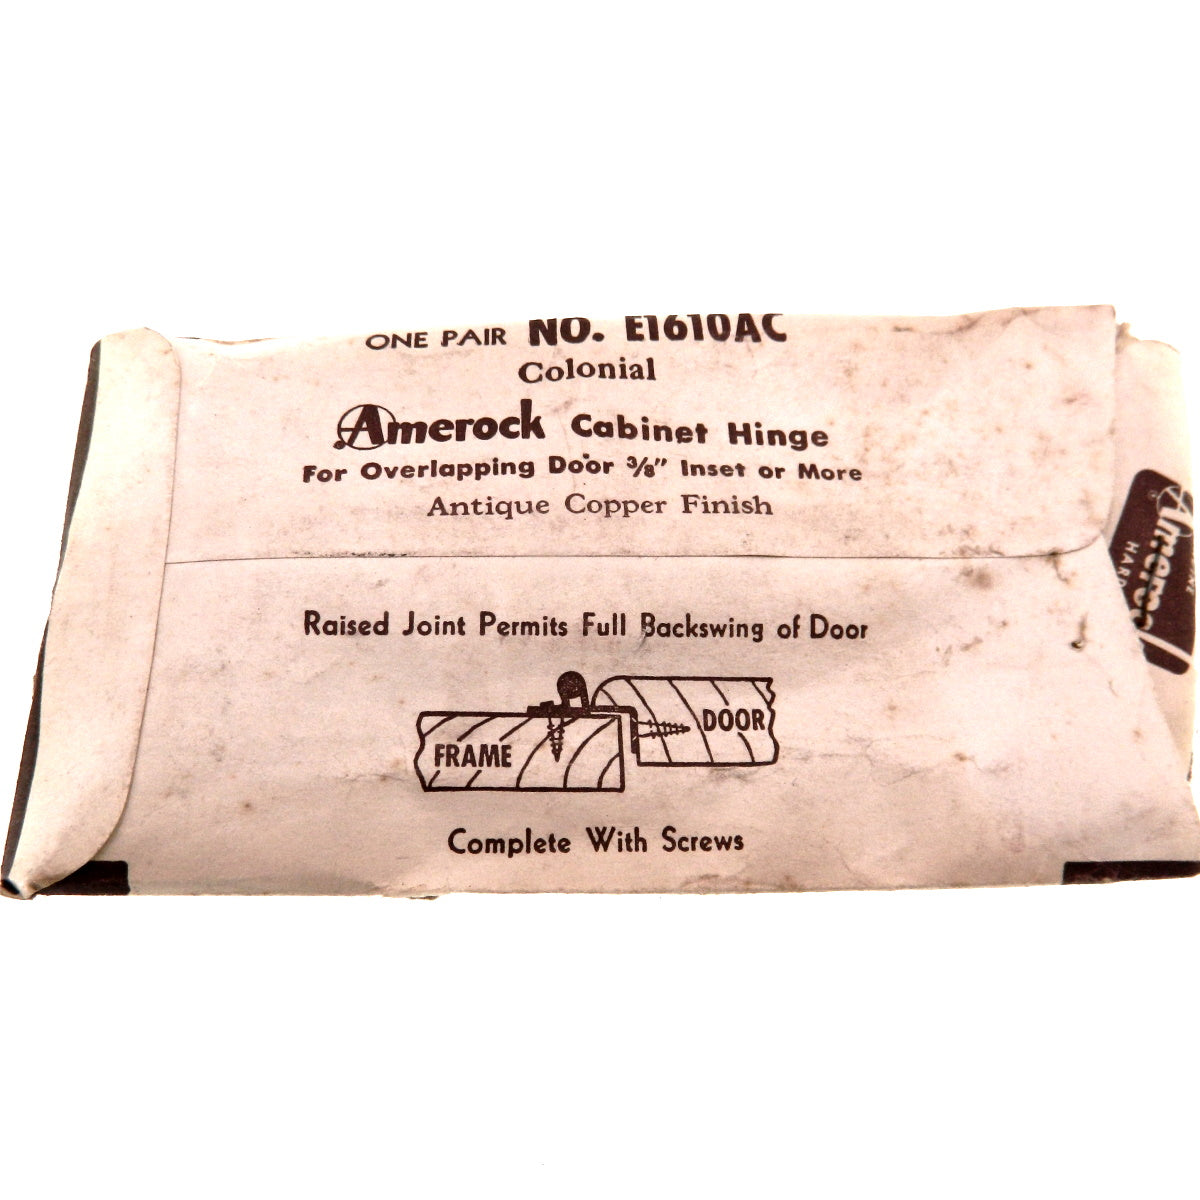 ONE PAIR NO. E1610AC
Colonial
Amerock Cabinet Hinge
For Overlapping Door 3/8" Inset or More
Antique Copper Finish
Raised Joint Permits Full Backswing of Door
FRAME
DOOR
Complete With Screws
Amerock